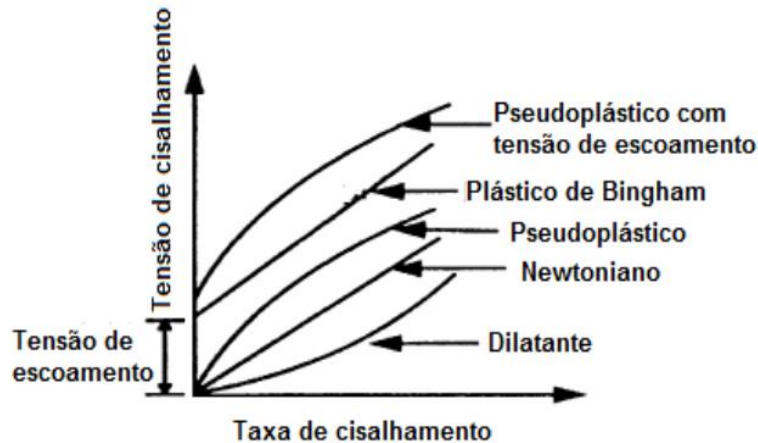 Tensão de cisalhamento
Pseudoplástico com
tensão de escoamento
Plástico de Bingham
Pseudoplástico
Newtoniano
Tensão de
escoamento
Dilatante
Taxa de cisalhamento